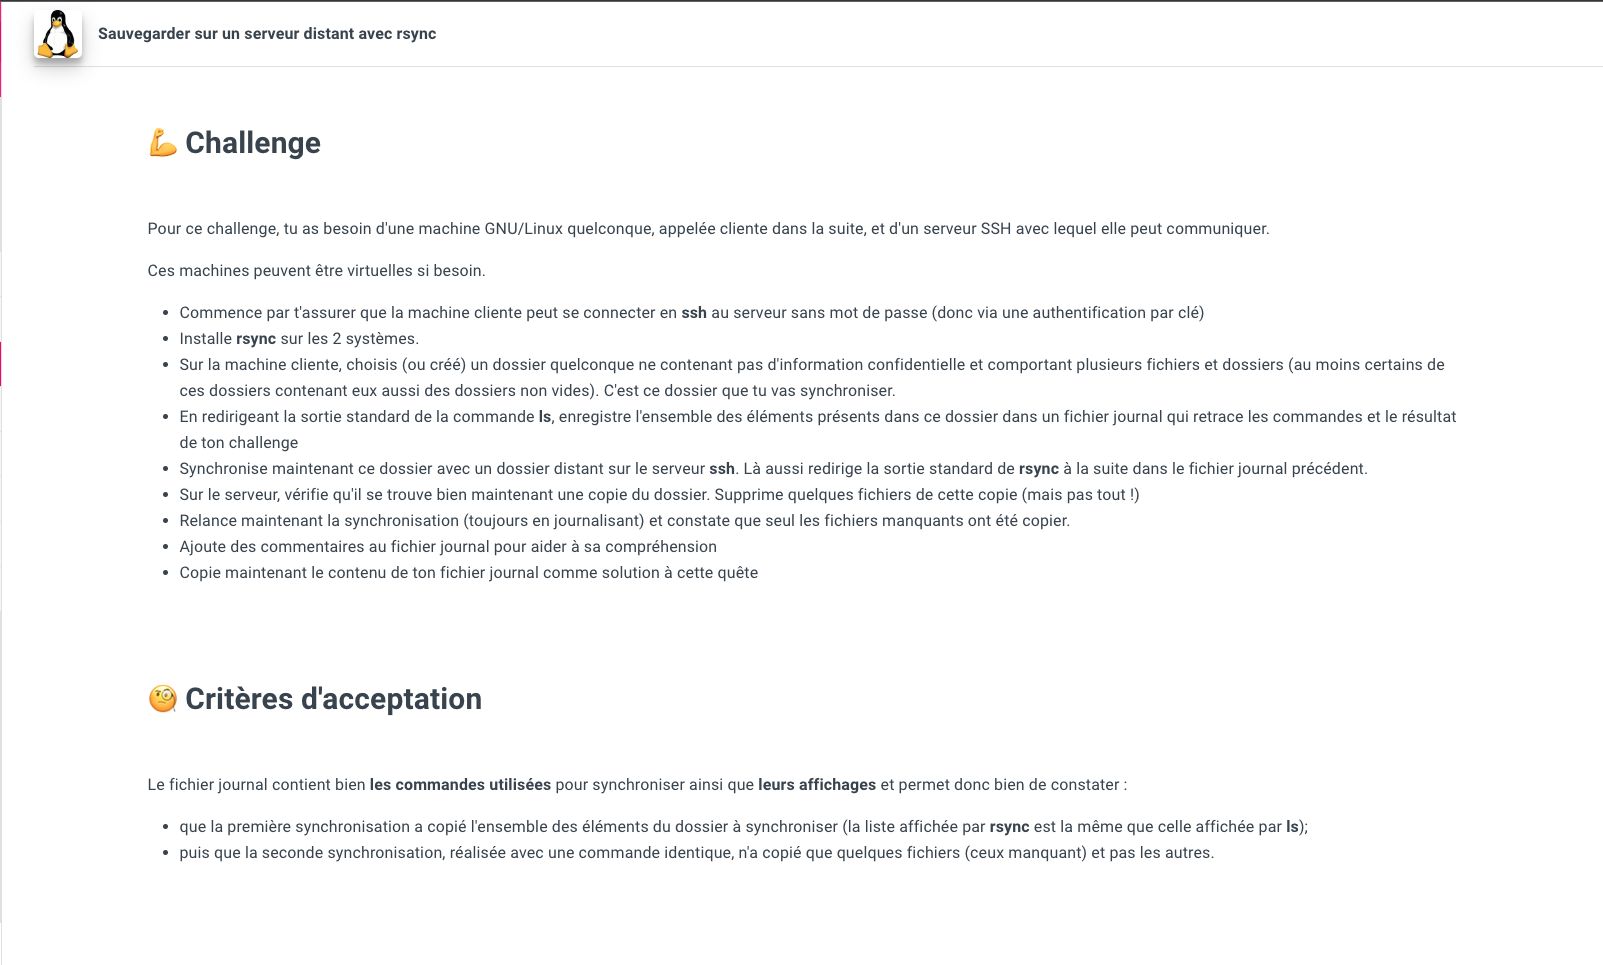 Sauvegarder sur un serveur distant avec rsync
💪 Challenge
Pour ce challenge, tu as besoin d'une machine GNU/Linux quelconque, appelée cliente dans la suite, et d'un serveur SSH avec lequel elle peut communiquer.
Ces machines peuvent être virtuelles si besoin.
• Commence par t'assurer que la machine cliente peut se connecter en ssh au serveur sans mot de passe (donc via une authentification par clé)
• Installe rsync sur les 2 systèmes.
• Sur la machine cliente, choisis (ou créé) un dossier quelconque ne contenant pas d'information confidentielle et comportant plusieurs fichiers et dossiers (au moins certains de
ces dossiers contenant eux aussi des dossiers non vides). C'est ce dossier que tu vas synchroniser.
• En redirigeant la sortie standard de la commande ls, enregistre l'ensemble des éléments présents dans ce dossier dans un fichier journal qui retrace les commandes et le résultat
de ton challenge
• Synchronise maintenant ce dossier avec un dossier distant sur le serveur ssh. Là aussi redirige la sortie standard de rsync à la suite dans le fichier journal précédent.
• Sur le serveur, vérifie qu'il se trouve bien maintenant une copie du dossier. Supprime quelques fichiers de cette copie (mais pas tout !)
• Relance maintenant la synchronisation (toujours en journalisant) et constate que seul les fichiers manquants ont été copier.
• Ajoute des commentaires au fichier journal pour aider à sa compréhension
• Copie maintenant le contenu de ton fichier journal comme solution à cette quête
🧐 Critères d'acceptation
Le fichier journal contient bien les commandes utilisées pour synchroniser ainsi que leurs affichages et permet donc bien de constater :
• que la première synchronisation a copié l'ensemble des éléments du dossier à synchroniser (la liste affichée par rsync est la même que celle affichée par ls);
• puis que la seconde synchronisation, réalisée avec une commande identique, n'a copié que quelques fichiers (ceux manquant) et pas les autres.